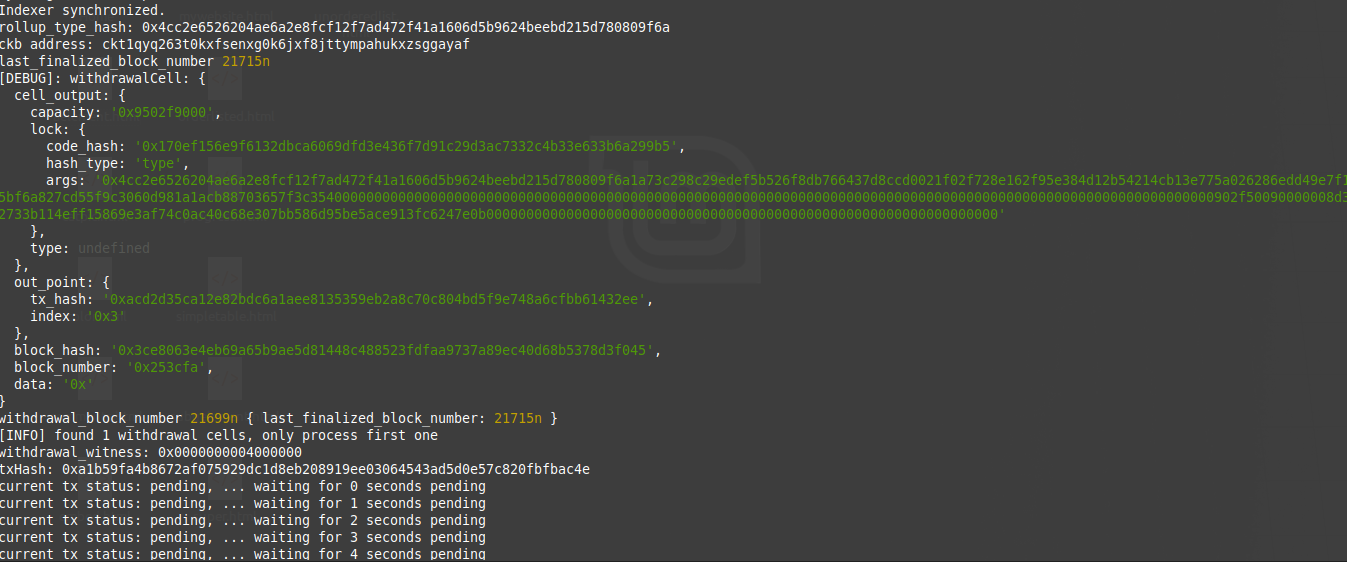 Indexer synchronized.
rollup_type_hash: 0x4cc2e6526204ae6a2e8fcf12f7ad472f41a1606d5b9624beebd215d780809f6a
ckb address: ckt1qyq263t0kxfsenxg0k6jxf8jttympahukxzsggayaf
last_finalized_block_number 21715n
[DEBUG]: withdrawalCell: {
cell_output: {
capacity: '0x9502f9000',
lock: {
code_hash: '0x170ef156e9f6132dbca6069dfd3e436f7d91c29d3ac7332c4b33e633b6a299b5',
hash_type: 'type',
},
type: undefined
},
out_point: {
tx_hash: '0xacd2d35ca12e82bdc6a1aee8135359eb2a8c70c804bd5f9e748a6cfbb61432ee',
index: '0x3'
},
block_hash: '0x3ce8063e4eb69a65b9ae5d81448c488523fdfaa9737a89ec40d68b5378d3f045',
block_number: '0x253cfa',
data: '0x'
}
withdrawal_block_number 21699n { last_finalized_block_number: 21715n }
[INFO] found 1 withdrawal cells, only process first one
withdrawal_witness: 0x0000000004000000
txHash: 0xa1b59fa4b8672af075929dc1d8eb208919ee03064543ad5d0e57c820fbfbac4e
current tx status: pending, ... waiting for 0 seconds pending
current tx status: pending, ... waiting for 1 seconds pending
current tx status: pending, ... waiting for 2 seconds pending
current tx status: pending, ... waiting for 3 seconds pending
current tx status: pending, ... waiting for 4 seconds pending